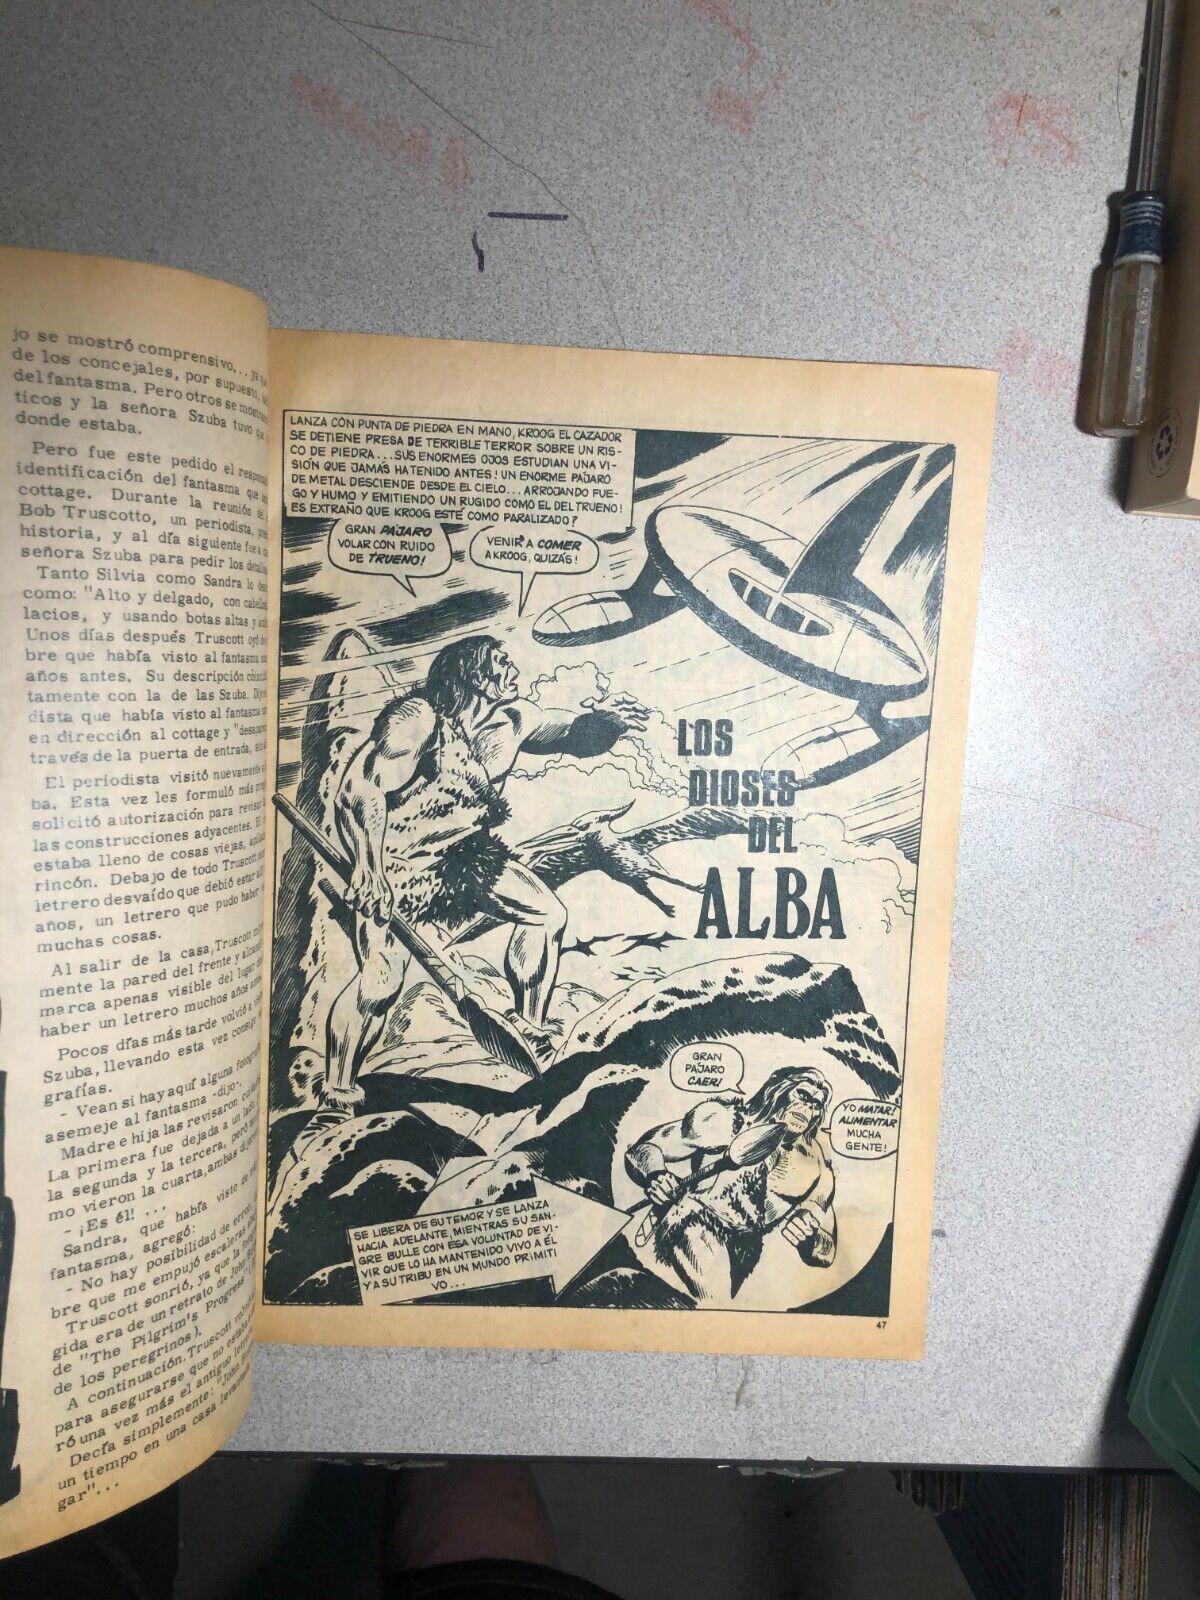 jo se mostró comprensivo... ya
de los concejales, por supuesto,
del fantasma. Pero otros se
ticos y la señora Szuba tuvo
donde estaba.
Pero fue este pedido el
identificación del fantasma que
cottage. Durante la reunión
Bob Truscotto, un periodista,
historia, y al día siguiente fue a
señora Szuba para pedir los
Tanto Silvia como Sandra lo
como: "Alto y delgado, con
lacios, y usando botas altas y
Unos días después Truscott oyó
bre que había visto al fantasma
años antes. Su descripción
tamente con la de las Szuba.
dista que había visto al fantasma
en dirección al cottage y
través de la puerta de entrada,
El periodista visitó nuevamente
ba. Esta vez les formuló más
solicitó autorización para
las construcciones adyacentes.
estaba lleno de cosas viejas,
rincón. Debajo de todo Truscott
letrero desvaído que debió estar
años, un letrero que pudo haber
muchas cosas.
Al salir de la casa, Truscott
mente la pared del frente y
marca apenas visible del lugar
haber un letrero muchos años
Pocos días más tarde volvió a
Szuba, llevando esta vez consigo
grafías.
- Vean si hay aquí alguna
asemeje al fantasma -dijo-.
Madre e hija las revisaron
La primera fue dejada a un lado,
la segunda y la tercera, pero
mo vieron la cuarta, ambas
- ¡Es él! ...
Sandra, que había visto de
fantasma, agregó:
- No hay posibilidad de error.
bre que me empujó escaleras
Truscott sonrió, ya que la
gida era de un retrato de John
de "The Pilgrim's Progress"
de los peregrinos).
A continuación, Truscott
para asegurarse que no estaba
ró una vez más el antiguo
Decía simplemente: "John
un tiempo en una casa
gar"...
LANZA CON PUNTA DE PIEDRA EN MANO, KROOG EL CAZADOR
SE DETIENE PRESA DE TERRIBLE TERROR SOBRE UN RIS-
CO DE PIEDRA... SUS ENORMES OJOS ESTUDIAN UNA VI-
SIÓN QUE JAMÁS HA TENIDO ANTES! UN ENORME PÁJARO
DE METAL DESCIENDE DESDE EL CIELO... ARROJANDO FUE-
GO Y HUMO Y EMITIENDO UN RUGIDO COMO EL DEL TRUENO!
ES EXTRAÑO QUE KROOG ESTÉ COMO PARALIZADO?
GRAN PÁJARO
VOLAR CON RUIDO
DE TRUENO!
VENIR A COMER
A KROOG, QUIZÁS!
LOS
DIOSES
DEL
ALBA
GRAN
PÁJARO
CAER!
YO MATAR!
ALIMENTAR
MUCHA
GENTE!
SE LIBERA DE SU TEMOR Y SE LANZA
HACIA ADELANTE, MIENTRAS SU SAN-
GRE BULLE CON ESA VOLUNTAD DE VI-
VIR QUE LO HA MANTENIDO VIVO A ÉL
Y A SU TRIBU EN UN MUNDO PRIMITI
VO...
47
41293